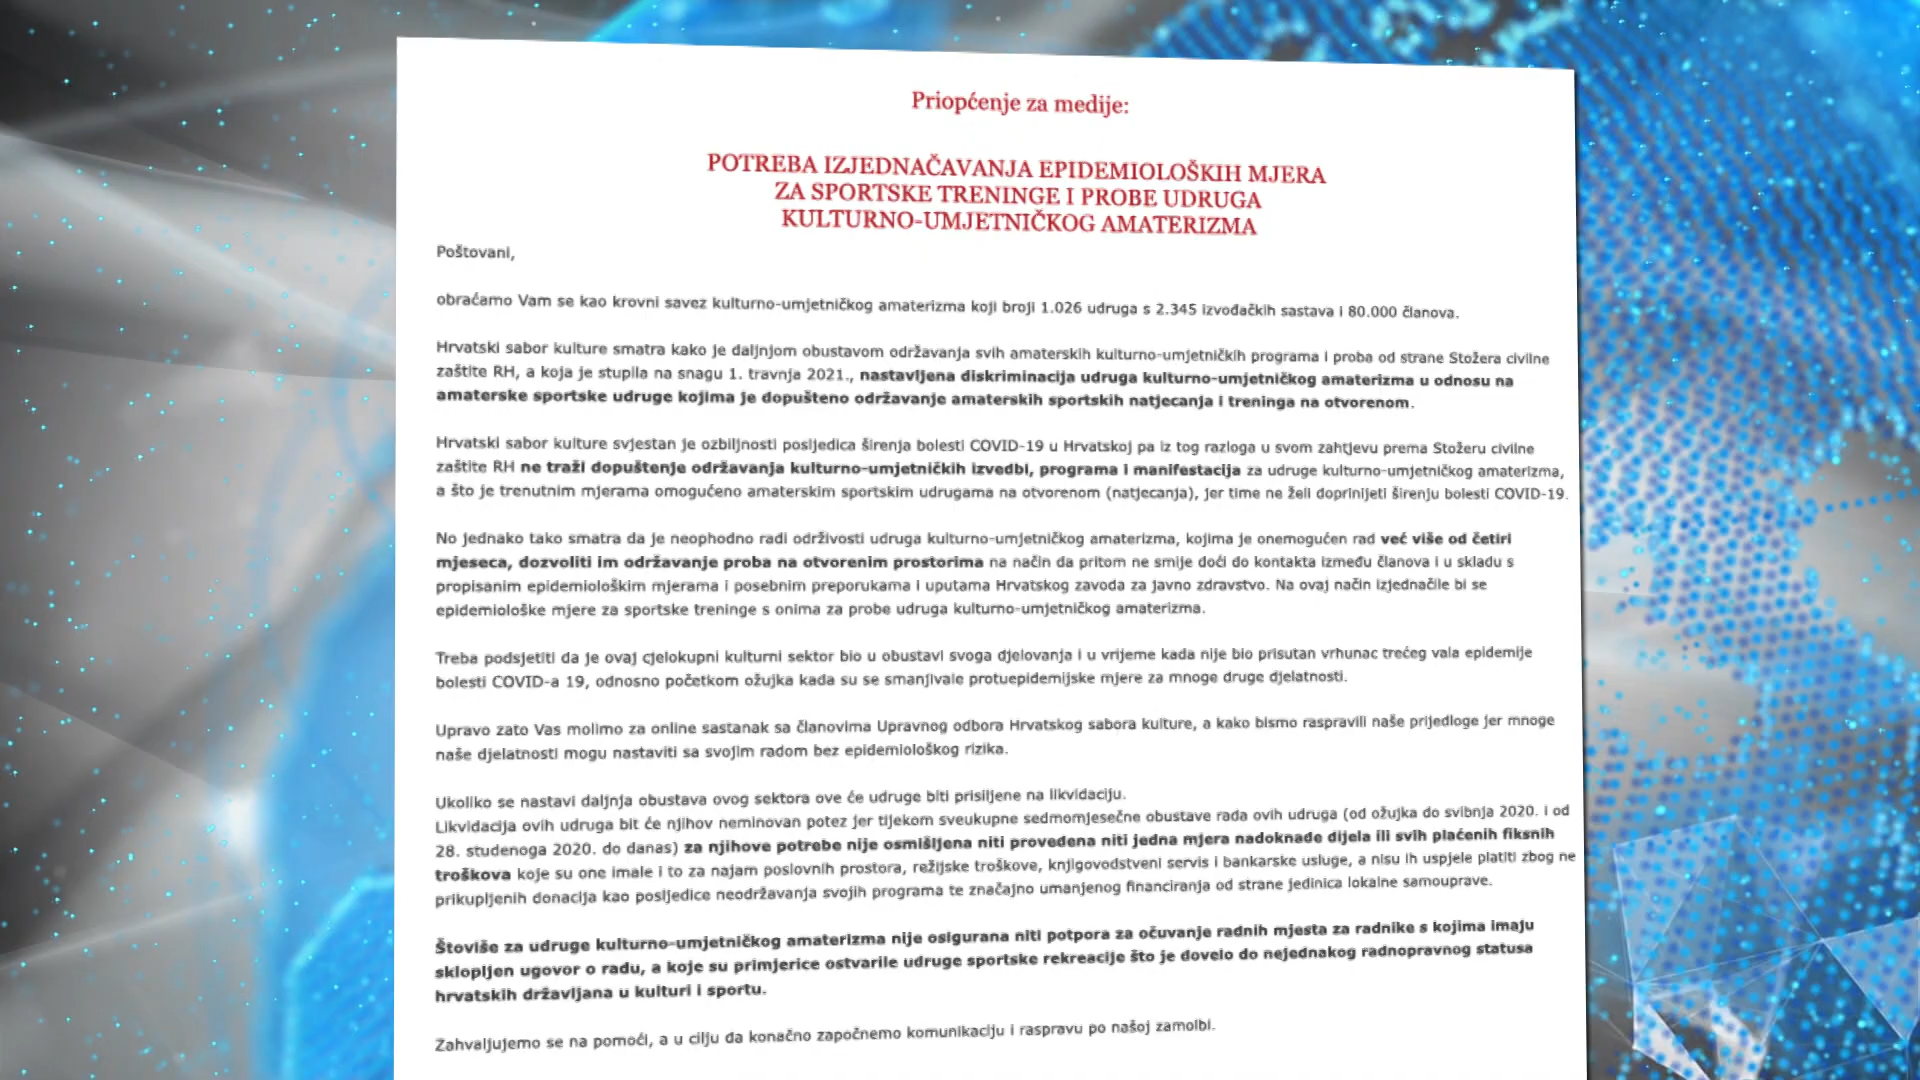 Priopćenje za medije:
POTREBA IZJEDNAČAVANJA EPIDEMIOLOŠKIH MJERA
ZA SPORTSKE TRENINGE I PROBE UDRUGA
KULTURNO-UMJETNIČKOG AMATERIZMA
Poštovani,
obraćamo Vam se kao krovni savez kulturno-umjetničkog amaterizma koji broji 1.026 udruga s 2.345 izvođačkih sastava i 80.000 članova.
Hrvatski sabor kulture smatra kako je daljnjom obustavom održavanja svih amaterskih kulturno-umjetničkih programa i proba od strane Stožera civilne
zaštite RH, a koja je stupila na snagu 1. travnja 2021., nastavljena diskriminacija udruga kulturno-umjetničkog amaterizma u odnosu na
amaterske sportske udruge kojima je dopušteno održavanje amaterskih sportskih natjecanja i treninga na otvorenom.
Hrvatski sabor kulture svjestan je ozbiljnosti posljedica širenja bolesti COVID-19 u Hrvatskoj pa iz tog razloga u svom zahtjevu prema Stožeru civilne
zaštite RH ne traži dopuštenje održavanja kulturno-umjetničkih izvedbi, programa i manifestacija za udruge kulturno-umjetničkog amaterizma,
a što je trenutnim mjerama omogućeno amaterskim sportskim udrugama na otvorenom (natjecanja), jer time ne želi doprinijeti širenju bolesti COVID-19.
No jednako tako smatra da je neophodno radi održivosti udruga kulturno-umjetničkog amaterizma, kojima je onemogućen rad već više od četiri
mjeseca, dozvoliti im održavanje proba na otvorenim prostorima na način da pritom ne smije doći do kontakta između članova i u skladu s
propisanim epidemiološkim mjerama i posebnim preporukama i uputama Hrvatskog zavoda za javno zdravstvo. Na ovaj način izjednačile bi se
epidemiološke mjere za sportske treninge s onima za probe udruga kulturno-umjetničkog amaterizma.
Treba podsjetiti da je ovaj cjelokupni kulturni sektor bio u obustavi svoga djelovanja i u vrijeme kada nije bio prisutan vrhunac trećeg vala epidemije
bolesti COVID-a 19, odnosno početkom ožujka kada su se smanjivale protuepidemijske mjere za mnoge druge djelatnosti.
Upravo zato Vas molimo za online sastanak sa članovima Upravnog odbora Hrvatskog sabora kulture, a kako bismo raspravili naše prijedloge jer mnoge
naše djelatnosti mogu nastaviti sa svojim radom bez epidemiološkog rizika.
Ukoliko se nastavi daljnja obustava ovog sektora ove će udruge biti prisiljene na likvidaciju.
Likvidacija ovih udruga bit će njihov neminovan potez jer tijekom sveukupne sedmomjesečne obustave rada ovih udruga (od ožujka do svibnja 2020. i od
28. studenoga 2020. do danas) za njihove potrebe nije osmišljena niti provedena niti jedna mjera nadoknade dijela ili svih plaćenih fiksnih
troškova koje su one imale i to za najam poslovnih prostora, režijske troškove, knjigovodstveni servis i bankarske usluge, a nisu ih uspjele platiti zbog ne
prikupljenih donacija kao posljedice neodržavanja svojih programa te značajno umanjenog financiranja od strane jedinica lokalne samouprave.
Štoviše za udruge kulturno-umjetničkog amaterizma nije osigurana niti potpora za očuvanje radnih mjesta za radnike s kojima imaju
sklopljen ugovor o radu, a koje su primjerice ostvarile udruge sportske rekreacije što je dovelo do nejednakog radnopravnog statusa
hrvatskih državljana u kulturi i sportu.
Zahvaljujemo se na pomoći, a u cilju da konačno započnemo komunikaciju i raspravu po našoj zamolbi.